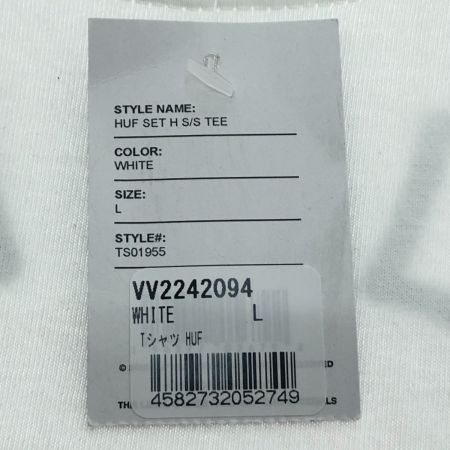 STYLE NAME:
HUF SET H S/S TEE
COLOR:
WHITE
SIZE:
L
STYLE#:
TS01955
VV2242094
WHITE L
Tシャツ HUF
©
4582732052749